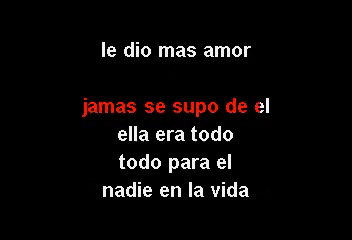 le dio mas amor
jamas se supo de el
ella era todo
todo para el
nadie en la vida